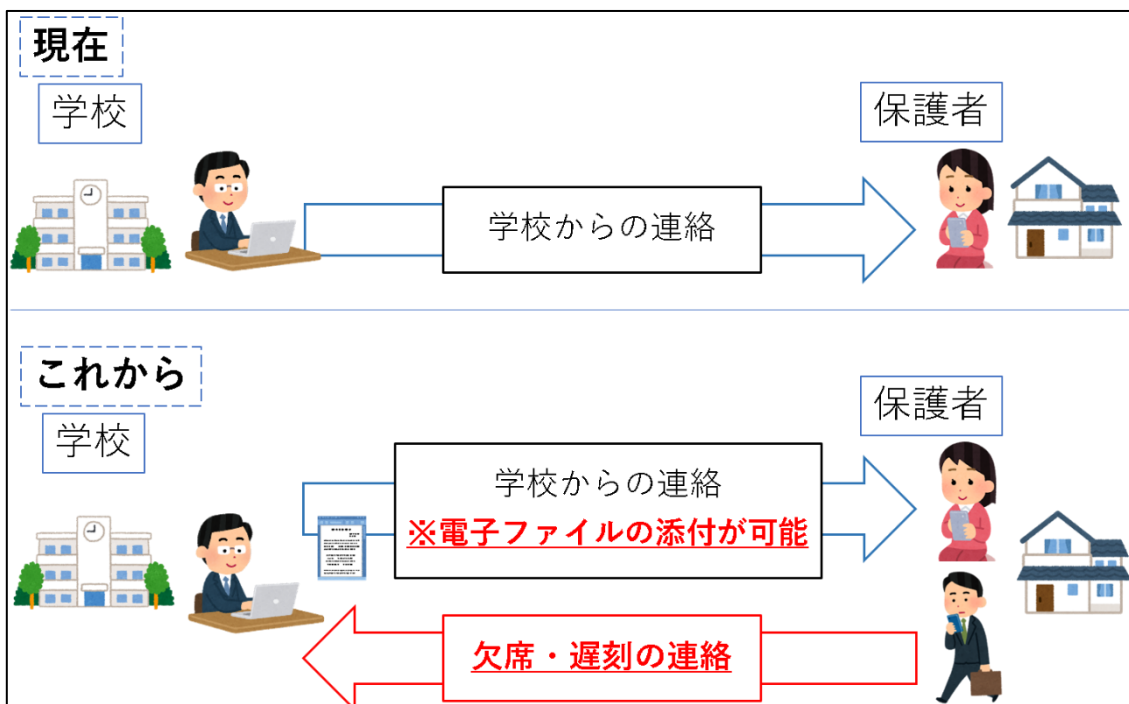 現在
学校
保護者
学校からの連絡
これから
学校
保護者
学校からの連絡
※電子ファイルの添付が可能
欠席・遅刻の連絡